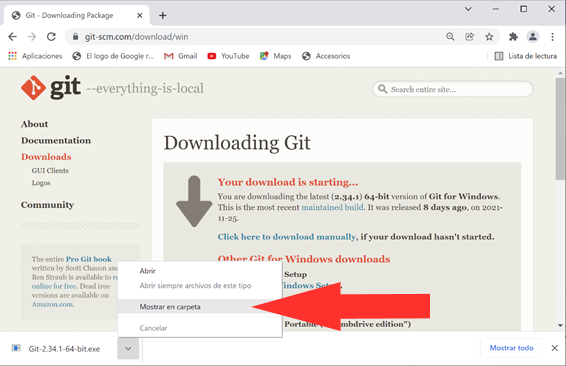 Git - Downloading Package
git-scm.com/download/win
Aplicaciones
El logo de Google r...
Gmail
YouTube
Maps
Accesorios
Lista de lectura
git --everything-is-local
Search entire site...
About
Documentation
Downloads
GUI Clients
Logos
Community
The entire Pro Git book
written by Scott Chacon and
Ben Straub is available to
online for free. Dead tree
versions are available on
Amazon.com.
Downloading Git
Your download is starting...
You are downloading the latest (2.34.1) 64-bit version of Git for Windows.
This is the most recent maintained build. It was released 8 days ago, on 2021-
11-25.
Click here to download manually, if your download hasn't started.
Other Git for Windows downloads
Setup
Windows Setup.
Portable ("thumbdrive edition")
Abrir
Abrir siempre archivos de este tipo
Mostrar en carpeta
Cancelar
Git-2.34.1-64-bit.exe
Mostrar todo